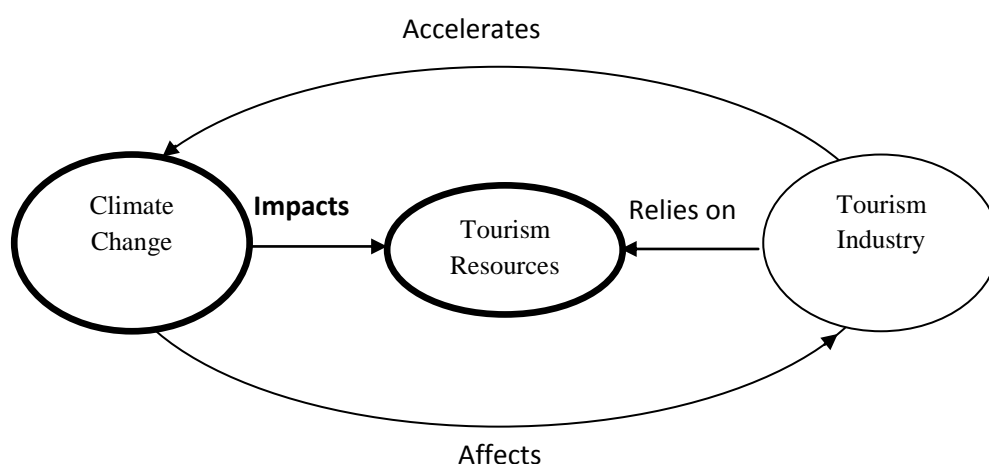 Accelerates
Climate
Change
Impacts
Tourism
Resources
Relies on
Tourism
Industry
Affects